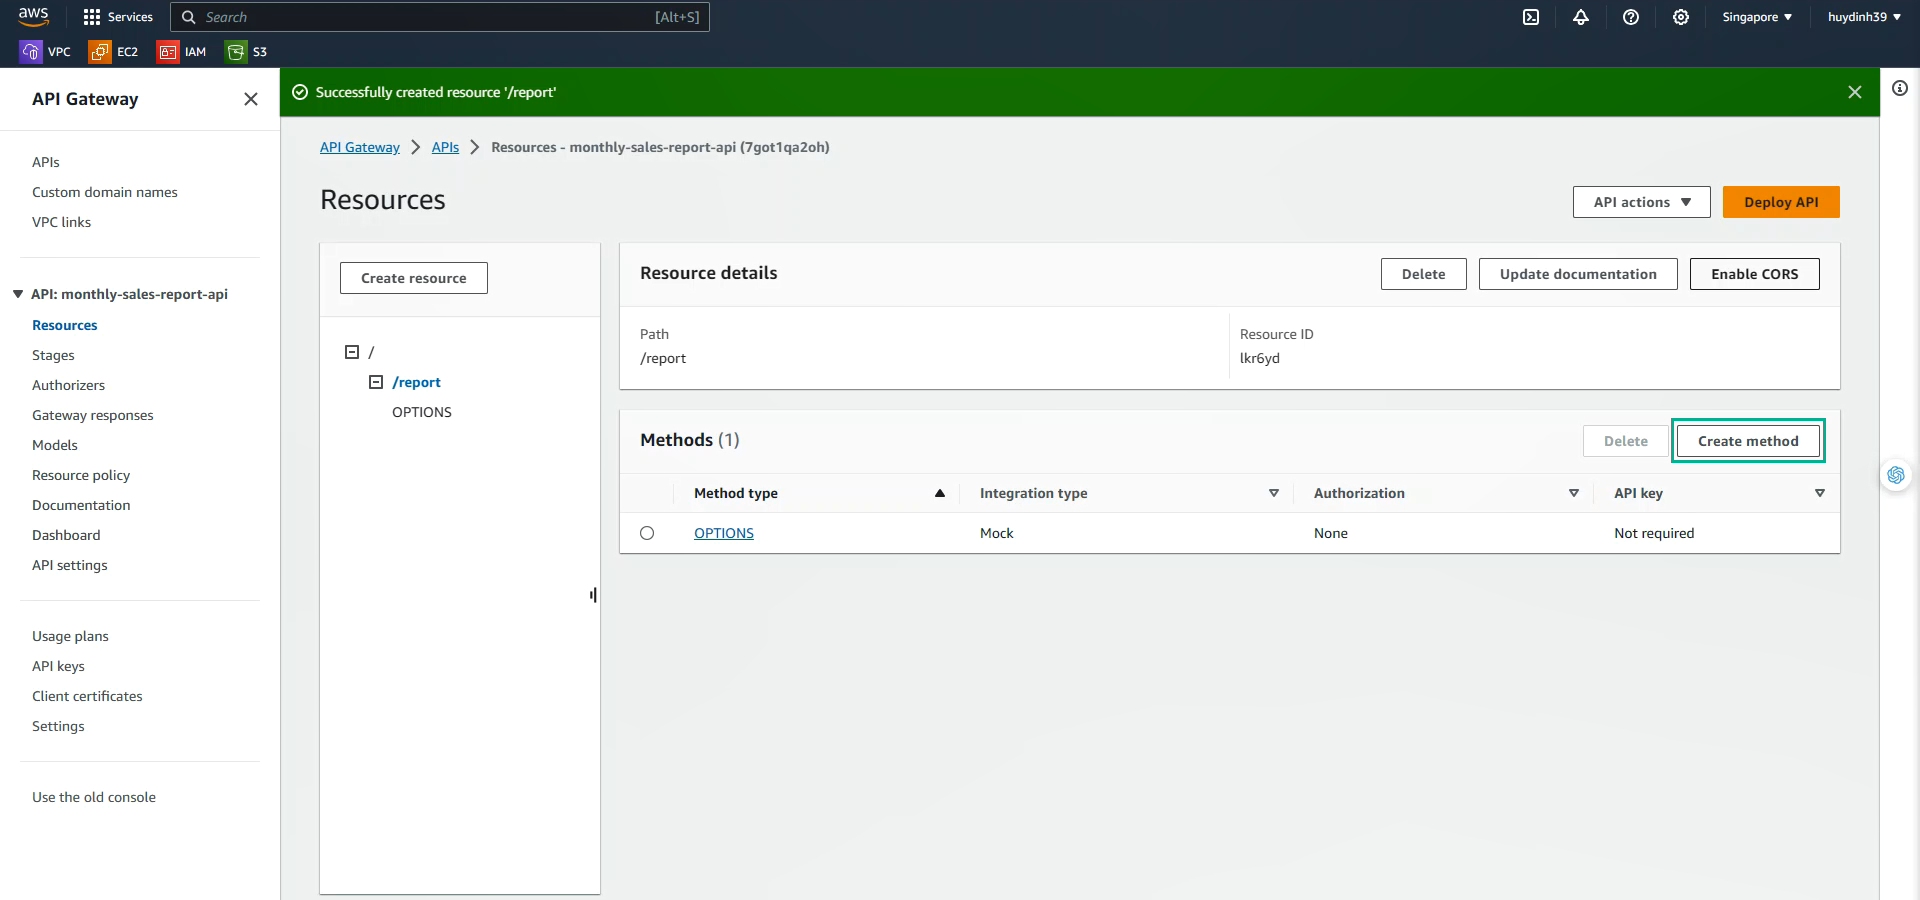 aws
Services
Search
[Alt+S]
Singapore
huydinh39
VPC
EC2
IAM
S3
API Gateway
APIs
Custom domain names
VPC links
API: monthly-sales-report-api
Resources
Stages
Authorizers
Gateway responses
Models
Resource policy
Documentation
Dashboard
API settings
Usage plans
API keys
Client certificates
Settings
Use the old console
Successfully created resource '/report'
API Gateway
APIs
Resources - monthly-sales-report-api (7got1qa2oh)
Resources
API actions
Deploy API
Create resource
/
/report
OPTIONS
Resource details
Delete
Update documentation
Enable CORS
Path
/report
Resource ID
lkr6yd
Methods (1)
Delete
Create method
Method type
Integration type
Authorization
API key
OPTIONS
Mock
None
Not required